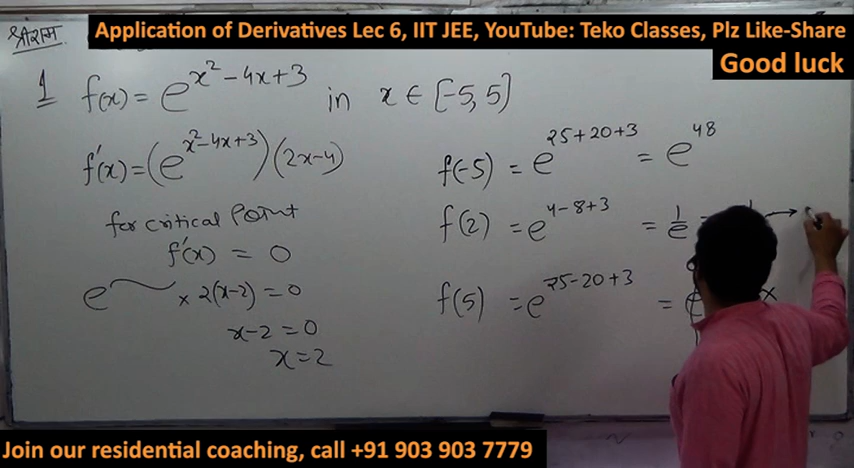 श्रीराम
Application of Derivatives Lec 6, IIT JEE, YouTube: Teko Classes, Plz Like-Share
Good luck
1 f(x) = e^{x²-4x+3} in x ∈ [-5, 5]
f'(x) = (e^{x²-4x+3})(2x-4)
for critical Point
f'(x) = 0
e × 2(x-2) = 0
x-2 = 0
x = 2
f(-5) = e^{25+20+3} = e^{48}
f(2) = e^{4-8+3} = 1/e =
f(5) = e^{25-20+3} = e
Join our residential coaching, call +91 903 903 7779